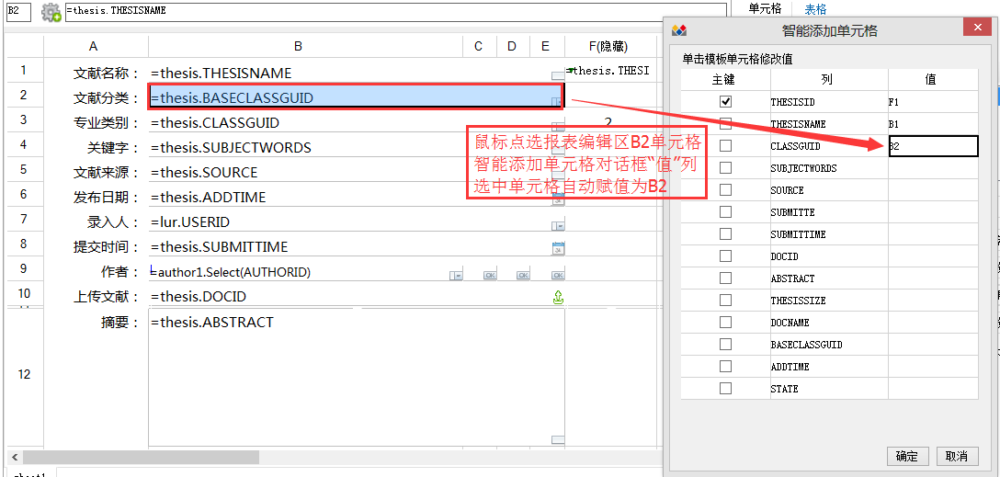 B2
=thesis.THESISNAME
单元格
表格
A
B
C
D
E
F(隐藏)
1
文献名称：
=thesis.THESISNAME
=thesis.THESI
2
文献分类：
=thesis.BASECLASSGUID
3
专业类别：
=thesis.CLASSGUID
2
4
关键字：
=thesis.SUBJECTWORDS
5
文献来源：
=thesis.SOURCE
6
发布日期：
=thesis.ADDTIME
7
录入人：
=lur.USERID
8
提交时间：
=thesis.SUBMITTIME
9
作者：
=author1.Select(AUTHORID)
OK
OK
OK
10
上传文献：
=thesis.DOCID
摘要：
=thesis.ABSTRACT
12
鼠标点选报表编辑区B2单元格
智能添加单元格对话框“值”列
选中单元格自动赋值为B2
智能添加单元格
单击模板单元格修改值
主键
列
值
THESISID
F1
THESISNAME
B1
CLASSGUID
B2
SUBJECTWORDS
SOURCE
SUBMITTE
SUBMITTIME
DOCID
ABSTRACT
THESISSIZE
DOCNAME
BASECLASSGUID
ADDTIME
STATE
确定
取消